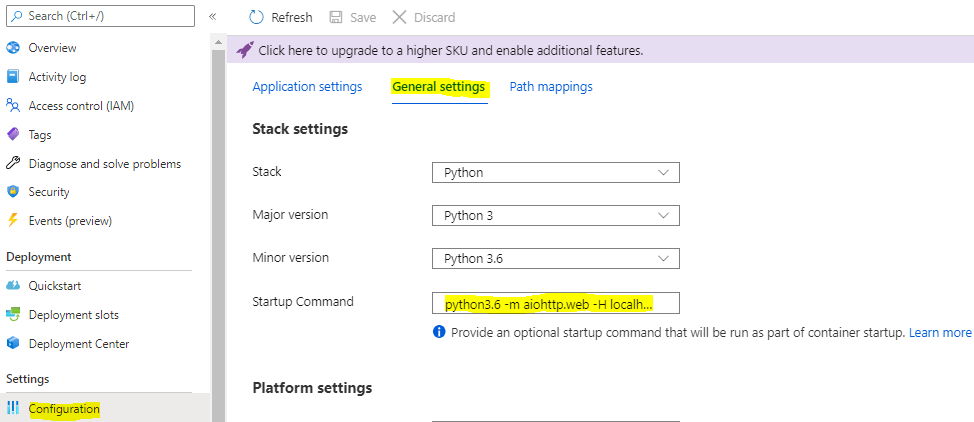 Search (Ctrl+/)
«
Refresh
Save
Discard
Click here to upgrade to a higher SKU and enable additional features.
Overview
Activity log
Access control (IAM)
Tags
Diagnose and solve problems
Security
Events (preview)
Deployment
Quickstart
Deployment slots
Deployment Center
Settings
Configuration
Application settings
General settings
Path mappings
Stack settings
Stack
Python
Major version
Python 3
Minor version
Python 3.6
Startup Command
python3.6 -m aiohttp.web -H localh...
Provide an optional startup command that will be run as part of container startup. Learn more
Platform settings